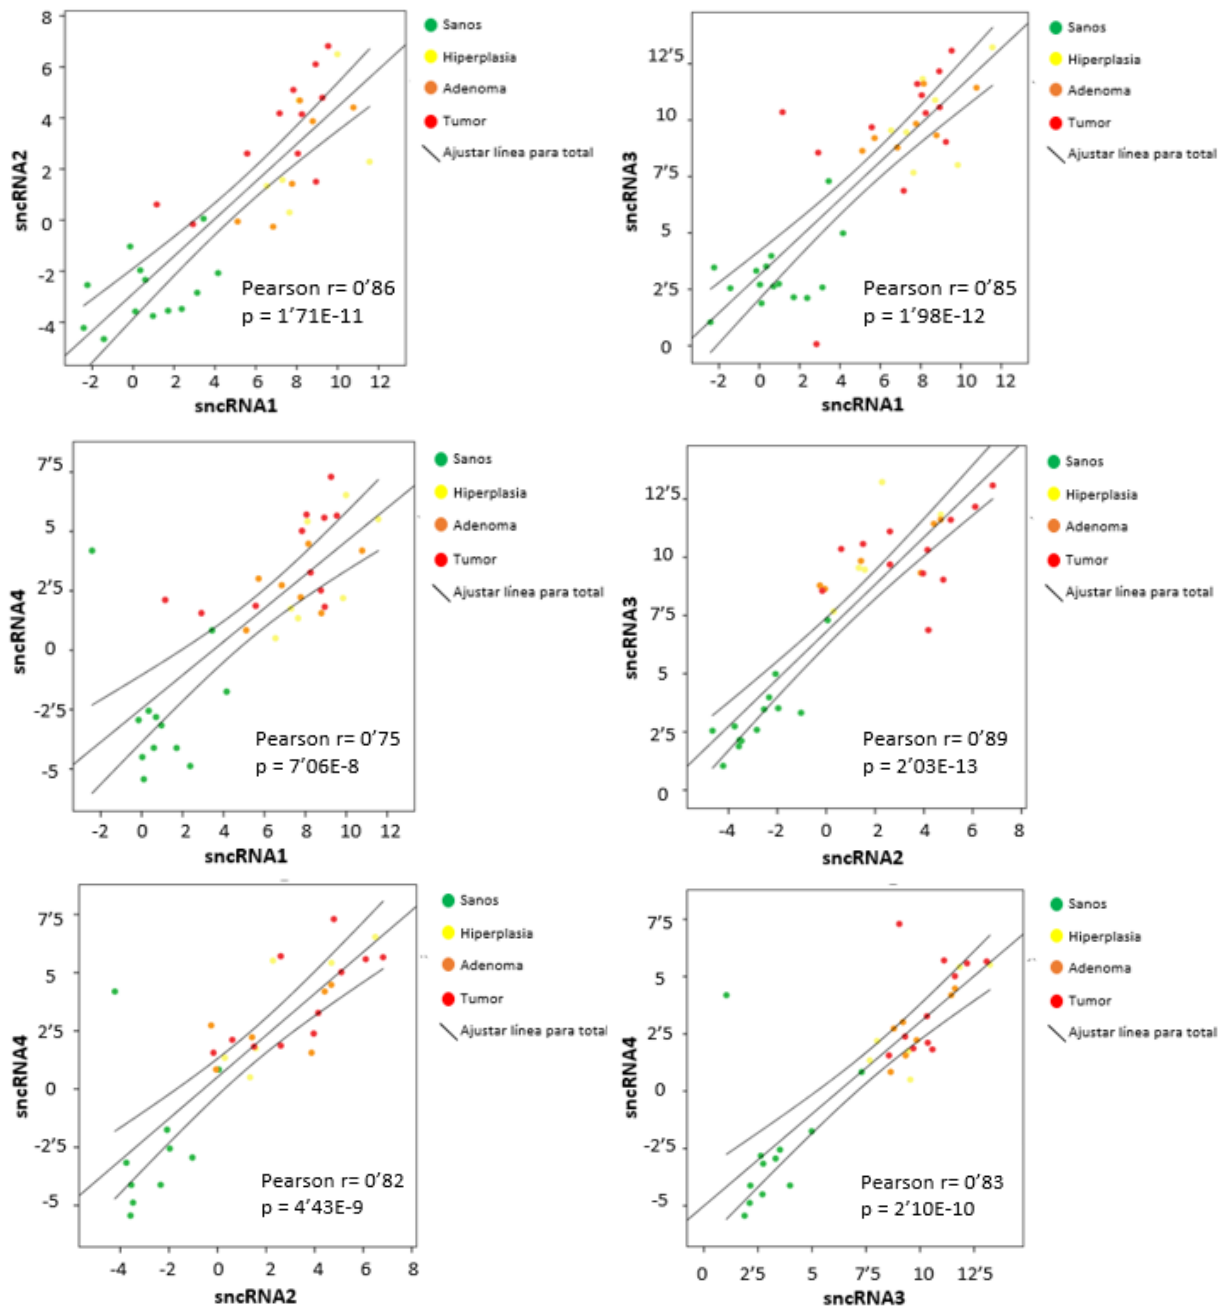 8
6
4
2
0
-2
-4
sncRNA2
-2 0 2 4 6 8 10 12
sncRNA1
Pearson r= 0'86
p = 1'71E-11
Sanos
Hiperplasia
Adenoma
Tumor
Ajustar línea para total
12'5
10
7'5
5
2'5
0
sncRNA3
-2 0 2 4 6 8 10 12
sncRNA1
Pearson r= 0'85
p = 1'98E-12
Sanos
Hiperplasia
Adenoma
Tumor
Ajustar línea para total
7'5
5
2'5
0
-2'5
-5
sncRNA4
-2 0 2 4 6 8 10 12
sncRNA1
Pearson r= 0'75
p = 7'06E-8
Sanos
Hiperplasia
Adenoma
Tumor
Ajustar línea para total
12'5
10
7'5
5
2'5
0
sncRNA3
-4 -2 0 2 4 6 8
sncRNA2
Pearson r= 0'89
p = 2'03E-13
Sanos
Hiperplasia
Adenoma
Tumor
Ajustar línea para total
7'5
5
2'5
0
-2'5
-5
sncRNA4
-4 -2 0 2 4 6 8
sncRNA2
Pearson r= 0'82
p = 4'43E-9
Sanos
Hiperplasia
Adenoma
Tumor
Ajustar línea para total
7'5
5
2'5
0
-2'5
-5
sncRNA4
0 2'5 5 7'5 10 12'5
sncRNA3
Pearson r= 0'83
p = 2'10E-10
Sanos
Hiperplasia
Adenoma
Tumor
Ajustar línea para total